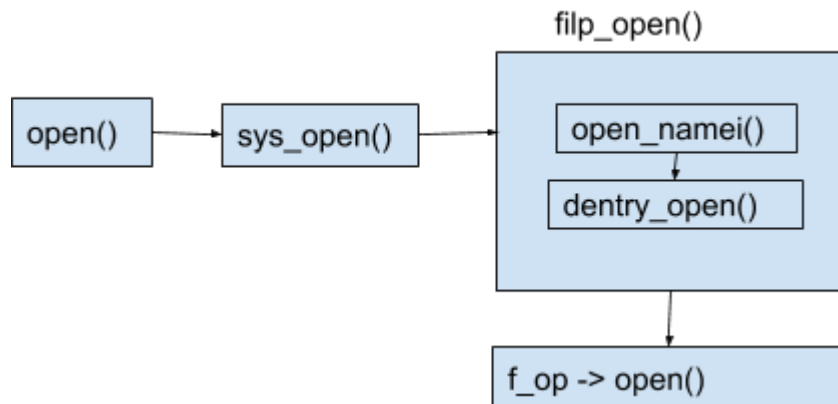 filp_open()
open()
sys_open()
open_namei()
dentry_open()
f_op -> open()